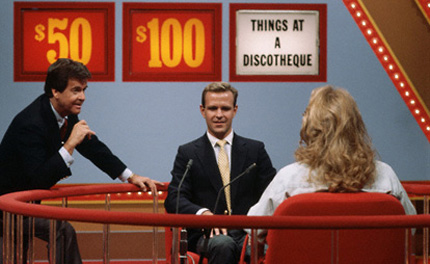 $50
$100
THINGS AT
A
DISCOTHEQUE